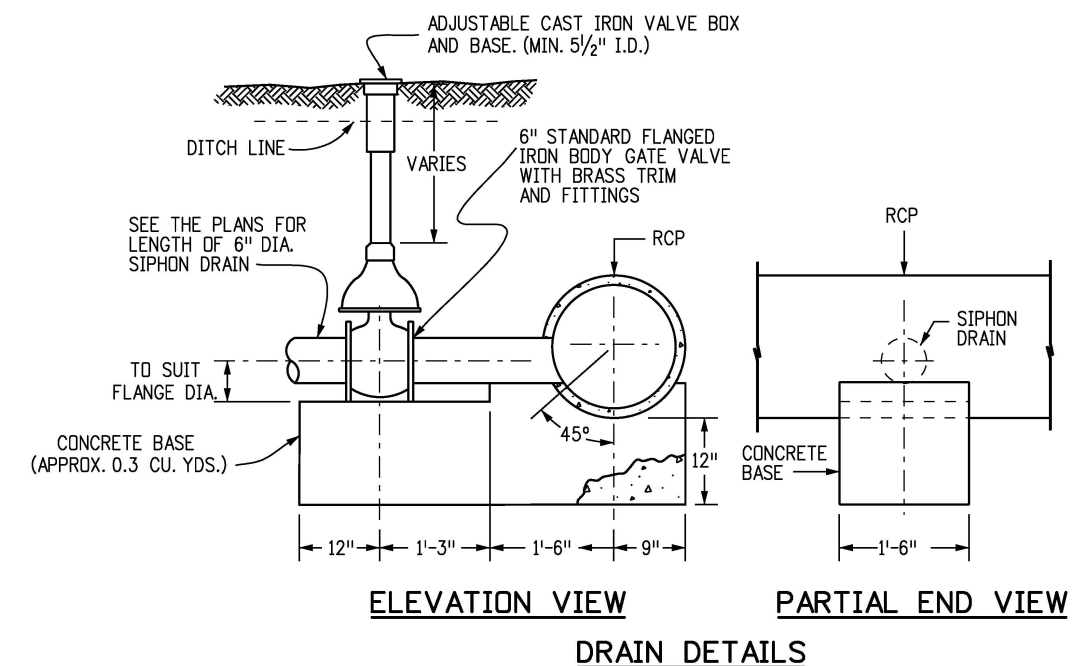 ADJUSTABLE CAST IRON VALVE BOX
AND BASE. (MIN. 5 1/2" I.D.)
DITCH LINE
VARIES
6" STANDARD FLANGED
IRON BODY GATE VALVE
WITH BRASS TRIM
AND FITTINGS
SEE THE PLANS FOR
LENGTH OF 6" DIA.
SIPHON DRAIN
RCP
RCP
SIPHON
DRAIN
TO SUIT
FLANGE DIA.
45°
CONCRETE BASE
(APPROX. 0.3 CU. YDS.)
12"
CONCRETE
BASE
12"
1'-3"
1'-6"
9"
1'-6"
ELEVATION VIEW
PARTIAL END VIEW
DRAIN DETAILS